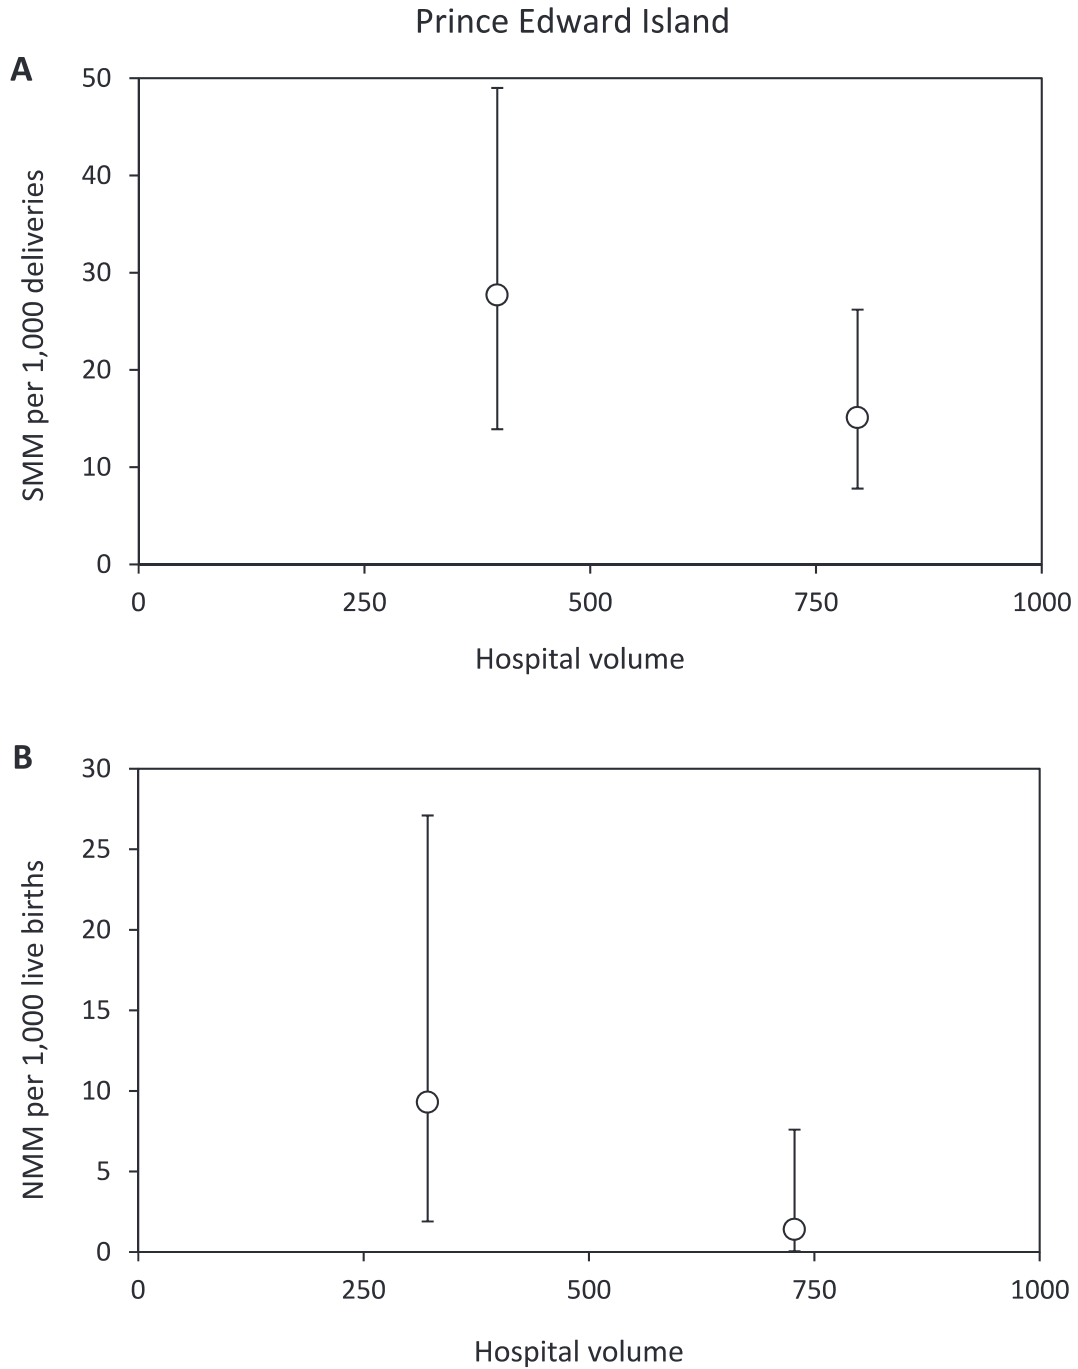 Prince Edward Island
A
SMM per 1,000 deliveries
50
40
30
20
10
0
0 250 500 750 1000
Hospital volume
B
NMM per 1,000 live births
30
25
20
15
10
5
0
0 250 500 750 1000
Hospital volume